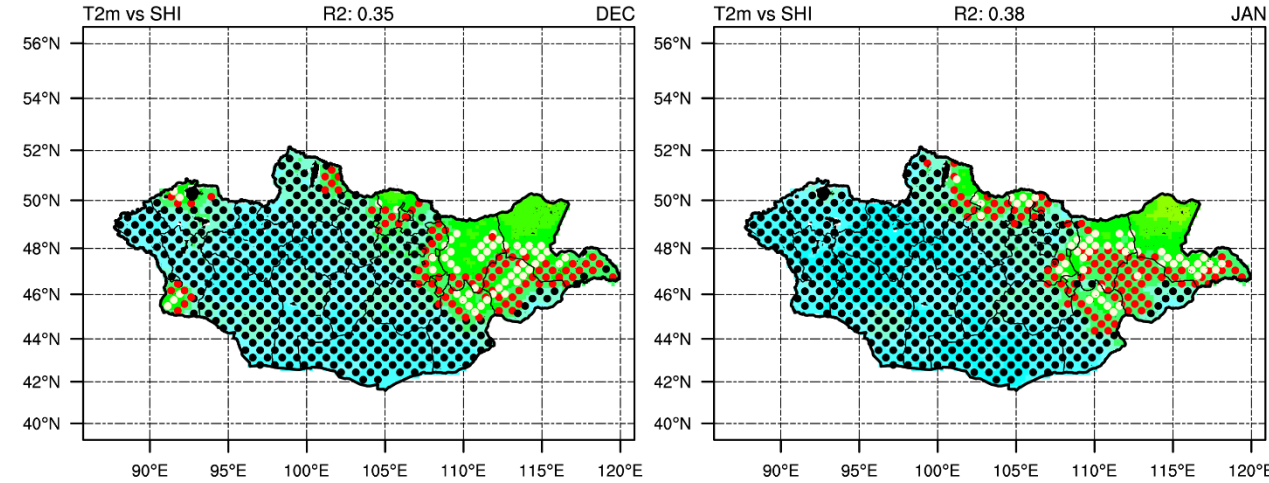 T2m vs SHI R2: 0.35 DEC
56°N
54°N
52°N
50°N
48°N
46°N
44°N
42°N
40°N
90°E 95°E 100°E 105°E 110°E 115°E 120°E
T2m vs SHI R2: 0.38 JAN
56°N
54°N
52°N
50°N
48°N
46°N
44°N
42°N
40°N
90°E 95°E 100°E 105°E 110°E 115°E 120°E